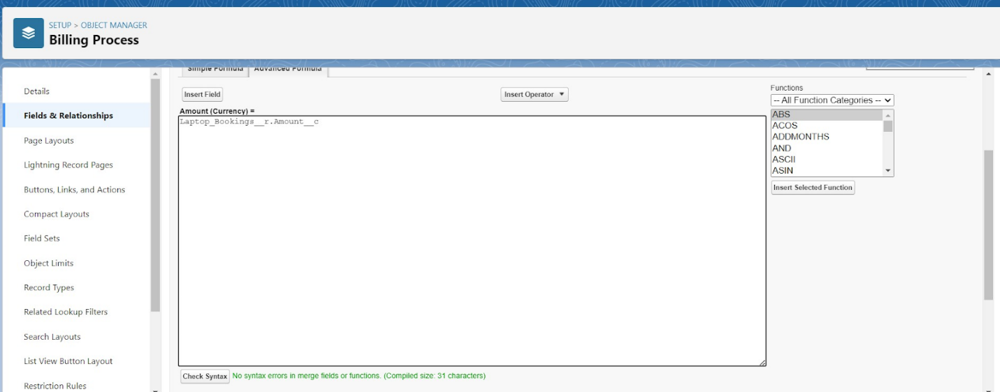 SETUP > OBJECT MANAGER
Billing Process
Details
Fields & Relationships
Page Layouts
Lightning Record Pages
Buttons, Links, and Actions
Compact Layouts
Field Sets
Object Limits
Record Types
Related Lookup Filters
Search Layouts
List View Button Layout
Restriction Rules
Simple Formula
Advanced Formula
Insert Field
Insert Operator
Amount (Currency) =
Laptop_Bookings__r.Amount__c
Check Syntax
No syntax errors in merge fields or functions. (Compiled size: 31 characters)
Functions
-- All Function Categories --
ABS
ACOS
ADDMONTHS
AND
ASCII
ASIN
Insert Selected Function